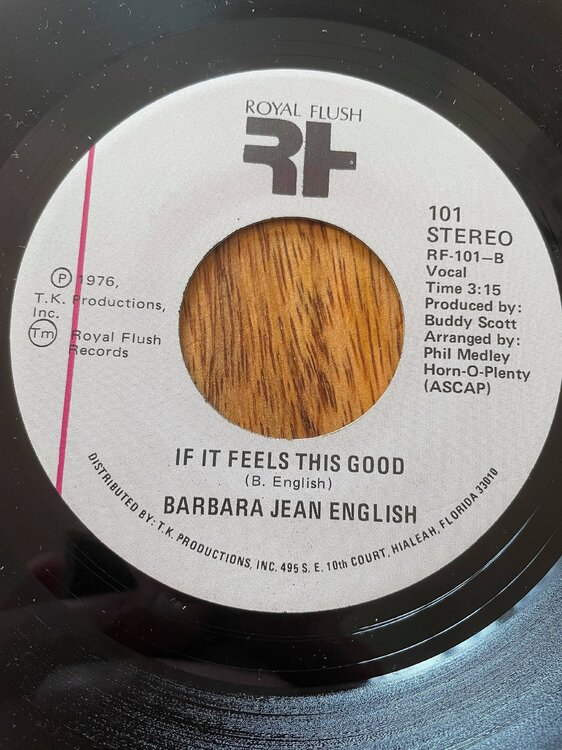 ROYAL FLUSH
RF
101
STEREO
RF-101-B
Vocal
Time 3:15
Produced by:
Buddy Scott
Arranged by:
Phil Medley
Horn-O-Plenty
(ASCAP)
Ⓟ 1976,
T.K. Productions,
Inc.
Tm Royal Flush
Records
IF IT FEELS THIS GOOD
(B. English)
BARBARA JEAN ENGLISH
DISTRIBUTED BY: T.K. PRODUCTIONS, INC. 495 S. E. 10th COURT, HIALEAH, FLORIDA 33010